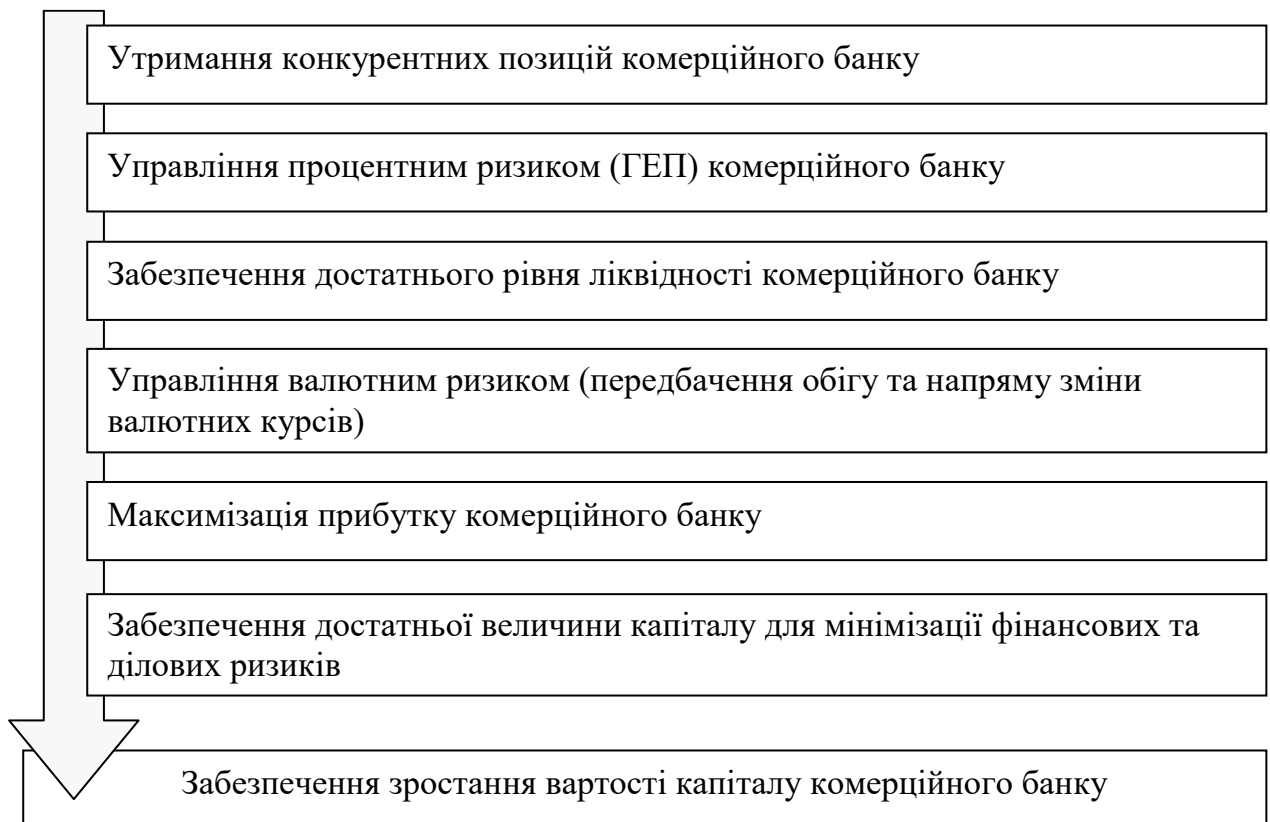 Утримання конкурентних позицій комерційного банку
Управління процентним ризиком (ГЕП) комерційного банку
Забезпечення достатнього рівня ліквідності комерційного банку
Управління валютним ризиком (передбачення обігу та напряму зміни
валютних курсів)
Максимізація прибутку комерційного банку
Забезпечення достатньої величини капіталу для мінімізації фінансових та
ділових ризиків
Забезпечення зростання вартості капіталу комерційного банку